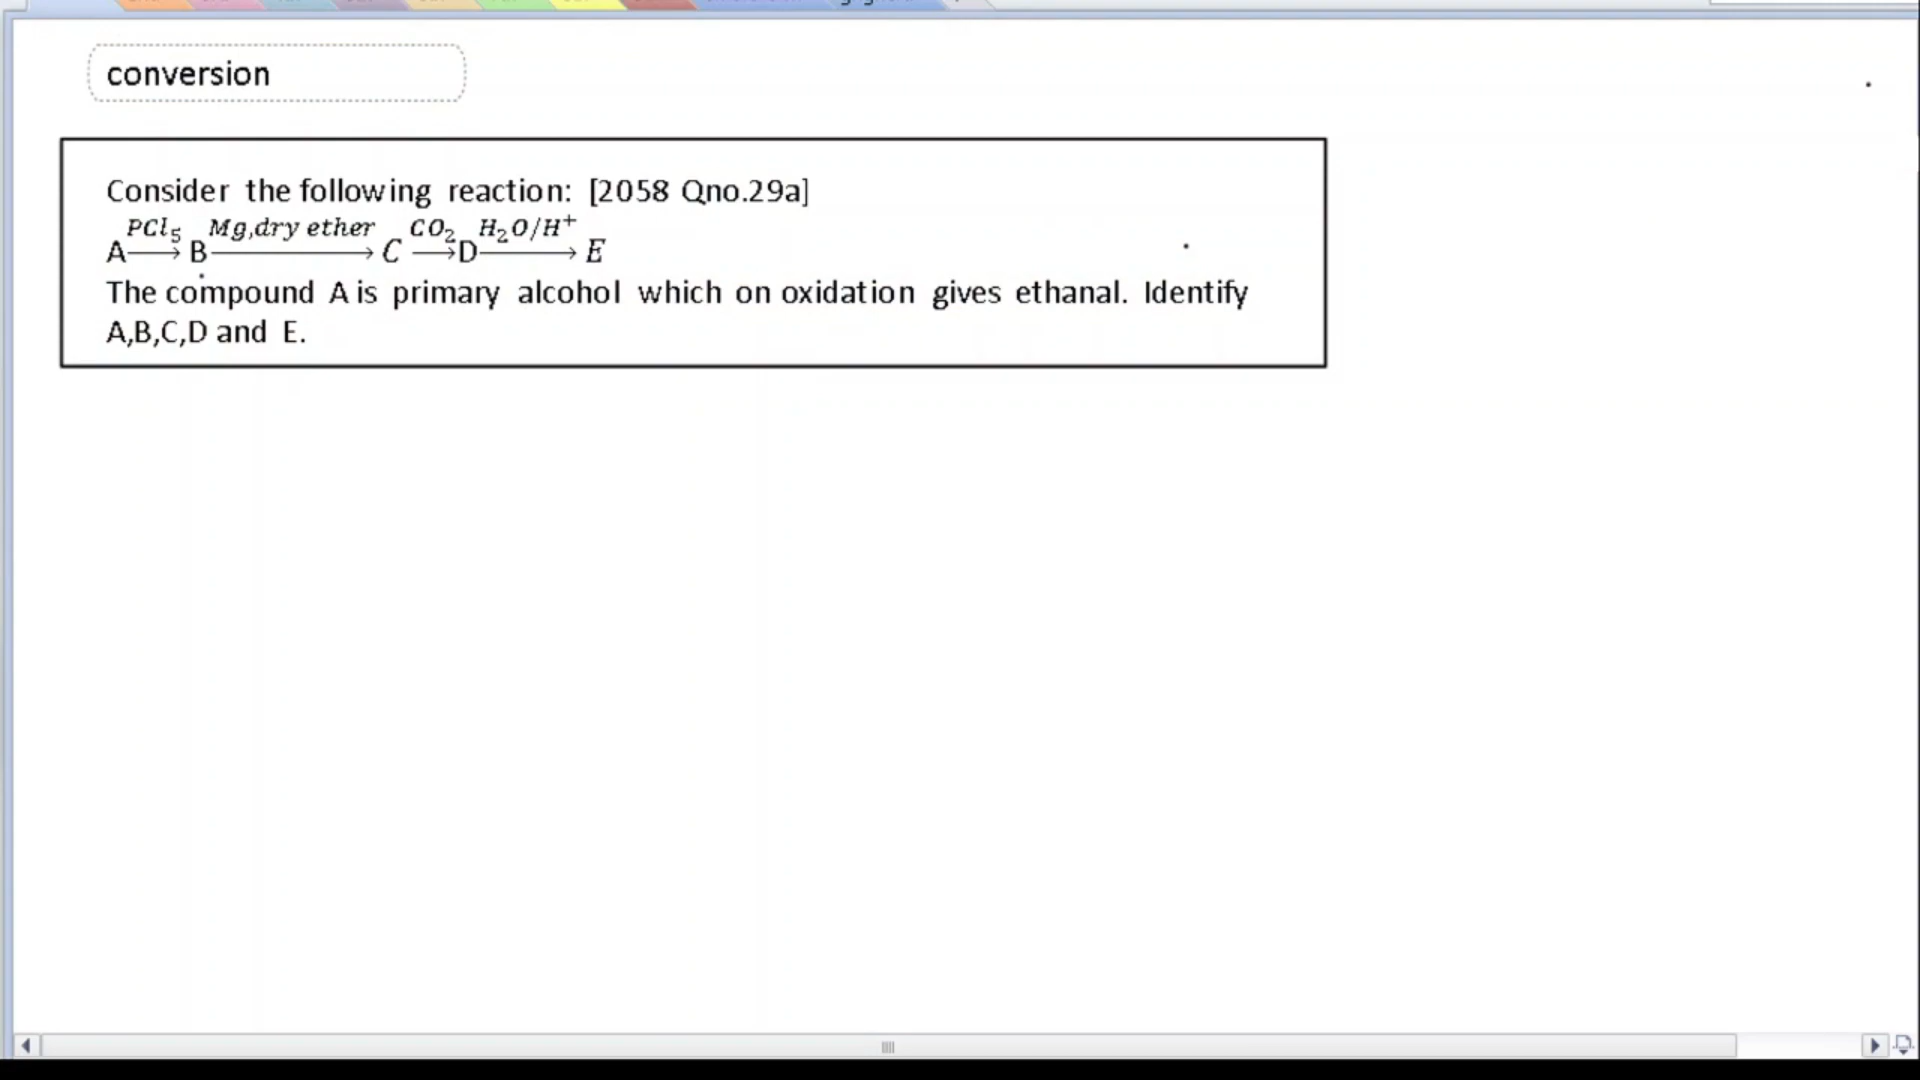 conversion
Consider the following reaction: [2058 Qno.29a]
PCl₅ Mg,dry ether CO₂ H₂O/H⁺
A⟶ B⟶ C ⟶D⟶ E
The compound A is primary alcohol which on oxidation gives ethanal. Identify
A,B,C,D and E.